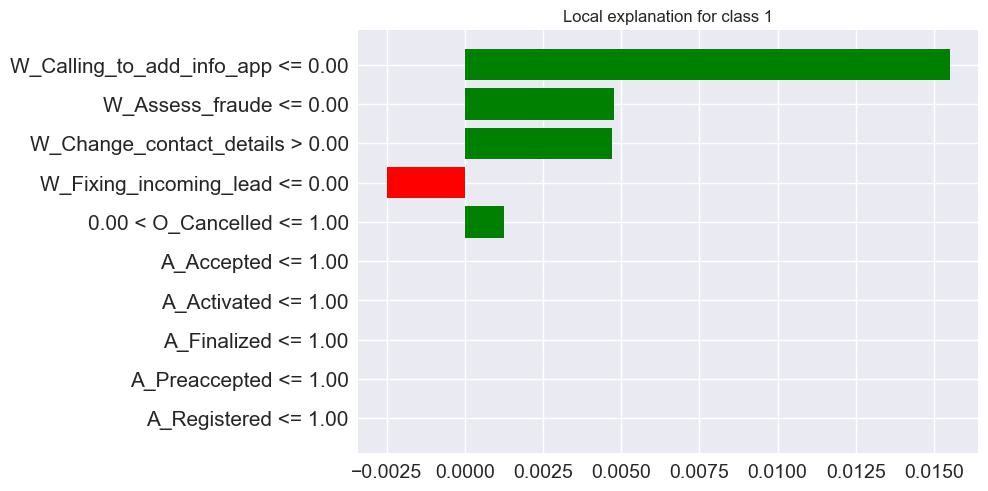 Local explanation for class 1
W_Calling_to_add_info_app <= 0.00
W_Assess_fraude <= 0.00
W_Change_contact_details > 0.00
W_Fixing_incoming_lead <= 0.00
0.00 < O_Cancelled <= 1.00
A_Accepted <= 1.00
A_Activated <= 1.00
A_Finalized <= 1.00
A_Preaccepted <= 1.00
A_Registered <= 1.00
−0.0025 0.0000 0.0025 0.0050 0.0075 0.0100 0.0125 0.0150